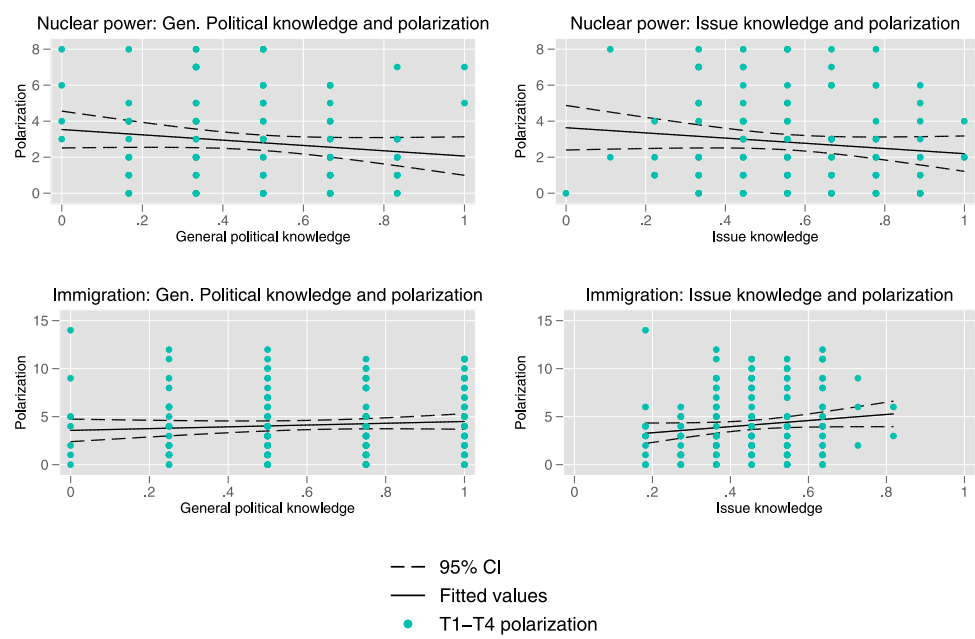 Nuclear power: Gen. Political knowledge and polarization
8
6
4
2
0
Polarization
0 .2 .4 .6 .8 1
General political knowledge
Nuclear power: Issue knowledge and polarization
8
6
4
2
0
Polarization
0 .2 .4 .6 .8 1
Issue knowledge
Immigration: Gen. Political knowledge and polarization
15
10
5
0
Polarization
0 .2 .4 .6 .8 1
General political knowledge
Immigration: Issue knowledge and polarization
15
10
5
0
Polarization
0 .2 .4 .6 .8 1
Issue knowledge
95% CI
Fitted values
T1–T4 polarization